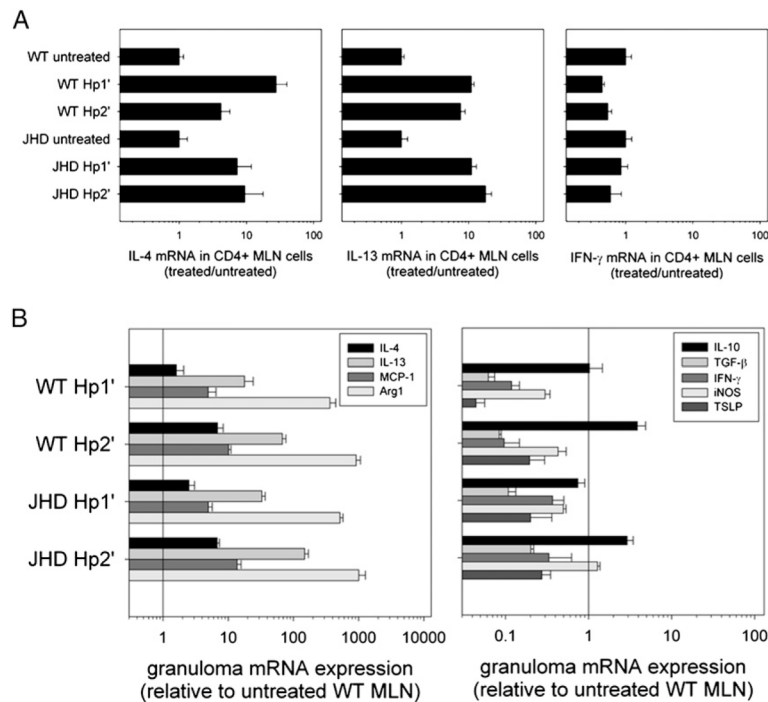 A
WT untreated
WT Hp1'
WT Hp2'
JHD untreated
JHD Hp1'
JHD Hp2'
1 10 100
1 10 100
1 10 100
IL-4 mRNA in CD4+ MLN cells
(treated/untreated)
IL-13 mRNA in CD4+ MLN cells
(treated/untreated)
IFN-γ mRNA in CD4+ MLN cells
(treated/untreated)
B
IL-4
IL-13
MCP-1
Arg1
IL-10
TGF-β
IFN-γ
iNOS
TSLP
WT Hp1'
WT Hp2'
JHD Hp1'
JHD Hp2'
1 10 100 1000 10000
0.1 1 10 100
granuloma mRNA expression
(relative to untreated WT MLN)
granuloma mRNA expression
(relative to untreated WT MLN)